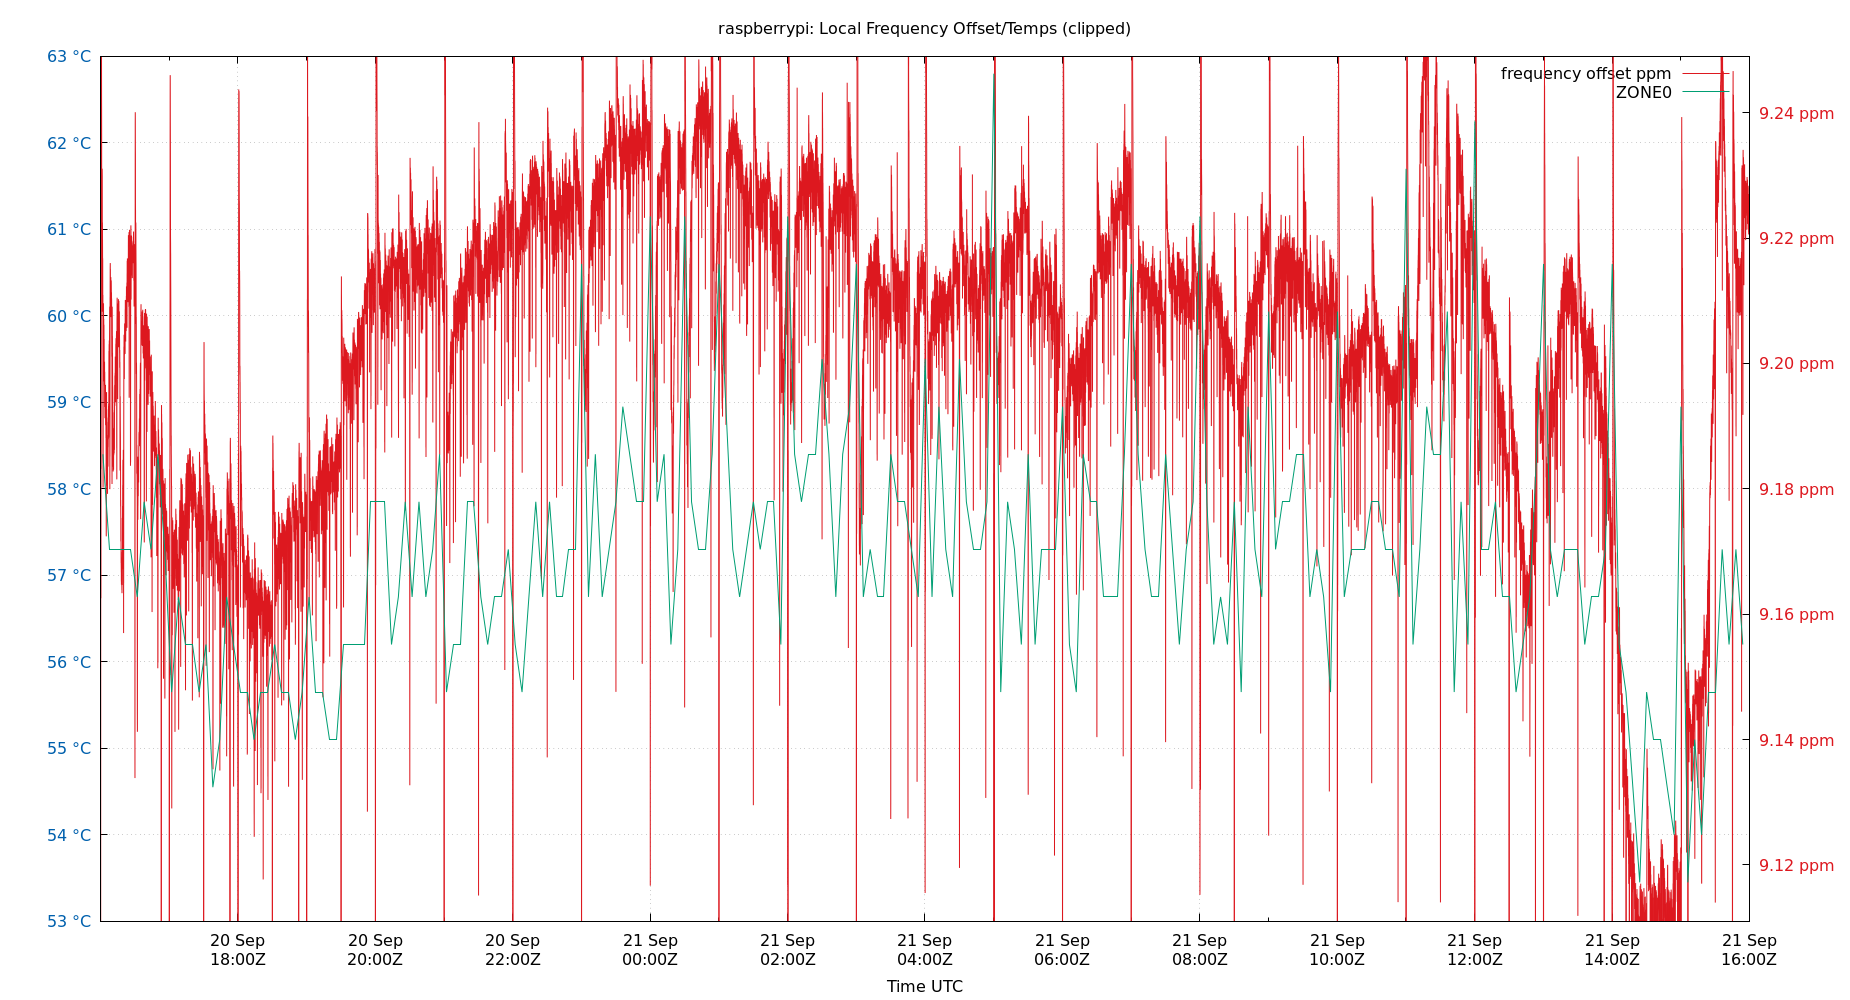 raspberrypi: Local Frequency Offset/Temps (clipped)
63 °C
62 °C
61 °C
60 °C
59 °C
58 °C
57 °C
56 °C
55 °C
54 °C
53 °C
frequency offset ppm
ZONE0
9.24 ppm
9.22 ppm
9.20 ppm
9.18 ppm
9.16 ppm
9.14 ppm
9.12 ppm
20 Sep
18:00Z
20 Sep
20:00Z
20 Sep
22:00Z
21 Sep
00:00Z
21 Sep
02:00Z
21 Sep
04:00Z
21 Sep
06:00Z
21 Sep
08:00Z
21 Sep
10:00Z
21 Sep
12:00Z
21 Sep
14:00Z
21 Sep
16:00Z
Time UTC